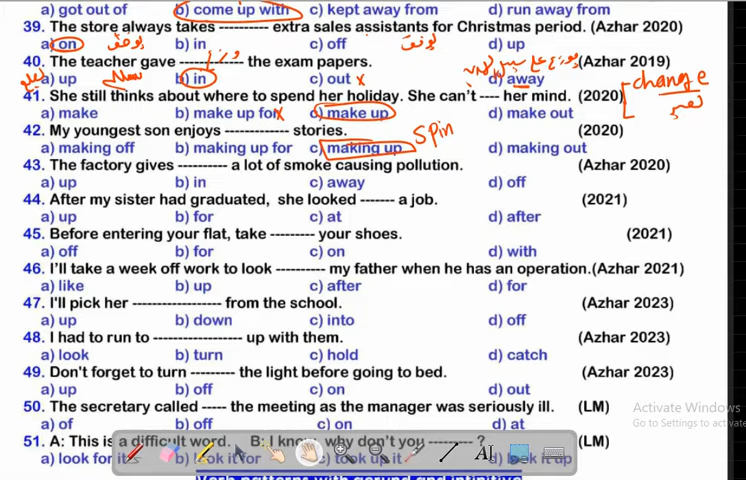 a) got out of b) come up with c) kept away from d) run away from
39. The store always takes ---------- extra sales assistants for Christmas period. (Azhar 2020)
a) on يوظف b) in c) off d) up
40. The teacher gave ---------- the exam papers. (Azhar 2019)
a) up b) in c) out x d) away
41. She still thinks about where to spend her holiday. She can't ---- her mind. (2020) change
a) make b) make up for x c) make up d) make out
42. My youngest son enjoys ------------- stories. (2020)
a) making off b) making up for c) making up d) making out
spin
43. The factory gives ---------- a lot of smoke causing pollution. (Azhar 2020)
a) up b) in c) away d) off
44. After my sister had graduated, she looked ------- a job. (2021)
a) up b) for c) at d) after
45. Before entering your flat, take --------- your shoes. (2021)
a) off b) for c) on d) with
46. I'll take a week off work to look ---------- my father when he has an operation.(Azhar 2021)
a) like b) up c) after d) for
47. I'll pick her ------------------ from the school. (Azhar 2023)
a) up b) down c) into d) off
48. I had to run to ------------------ up with them. (Azhar 2023)
a) look b) turn c) hold d) catch
49. Don't forget to turn --------- the light before going to bed. (Azhar 2023)
a) up b) off c) on d) out
50. The secretary called ----- the meeting as the manager was seriously ill. (LM)
a) of b) off c) on d) at
51. A: This is a difficult word. B: I know, why don't you --------- ? (LM)
a) look for it b) look it for c) took up it d) look it up
Verb patterns with gerund and infinitive
Activate Windows
Go to Settings to activate